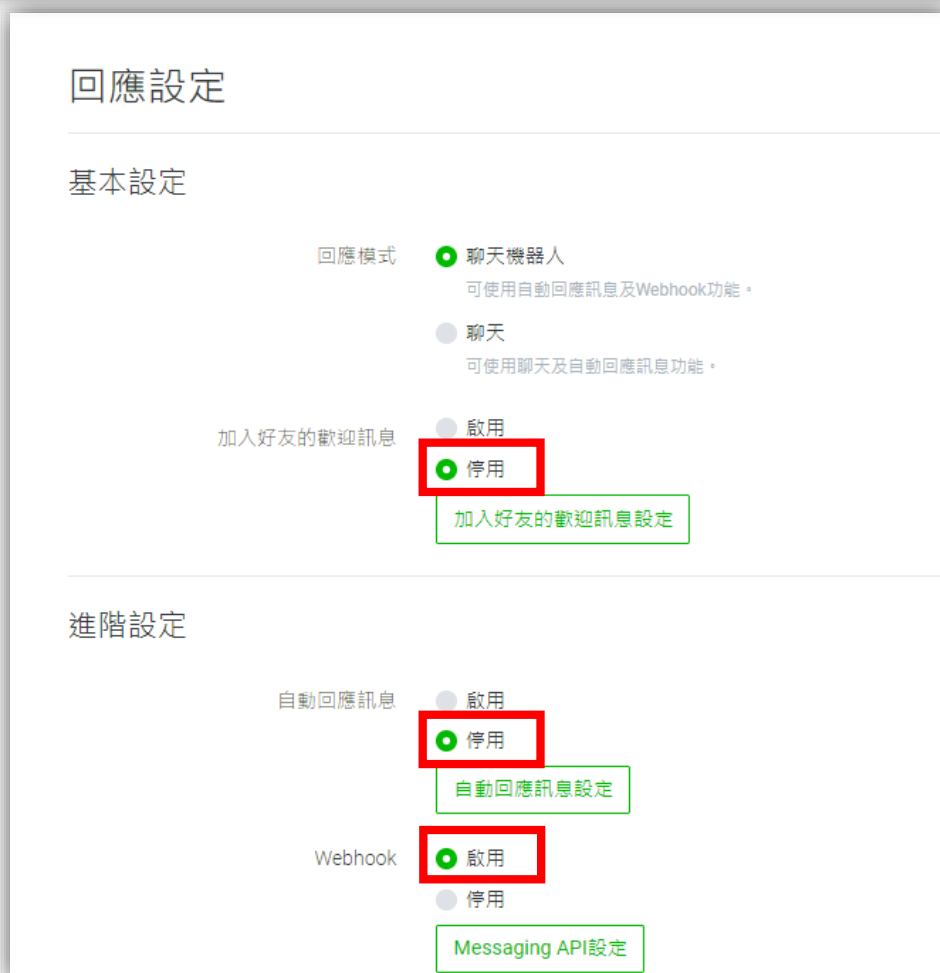 回應設定
基本設定
回應模式
聊天機器人
可使用自動回應訊息及Webhook功能。
聊天
可使用聊天及自動回應訊息功能。
加入好友的歡迎訊息
啟用
停用
加入好友的歡迎訊息設定
進階設定
自動回應訊息
啟用
停用
自動回應訊息設定
Webhook
啟用
停用
Messaging API設定